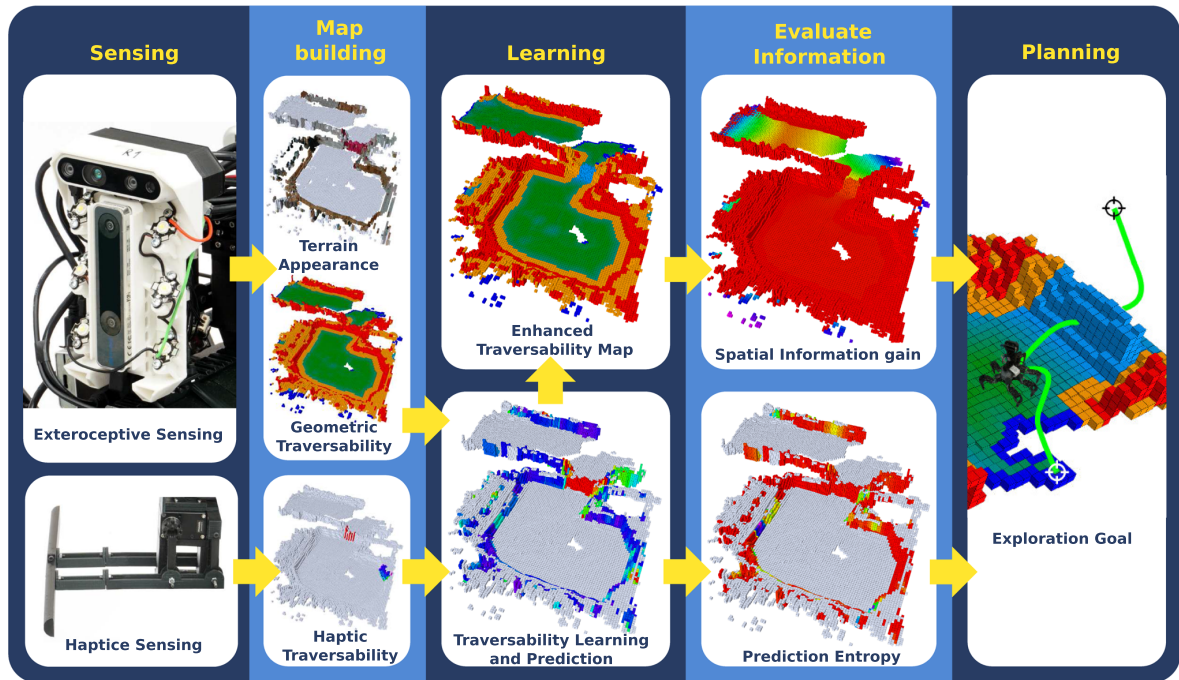 Sensing
Map
building
Learning
Evaluate
Information
Planning
R1
Exteroceptive Sensing
Haptice Sensing
Terrain
Appearance
Geometric
Traversability
Haptic
Traversability
Enhanced
Traversability Map
Traversability Learning
and Prediction
Spatial Information gain
Prediction Entropy
Exploration Goal